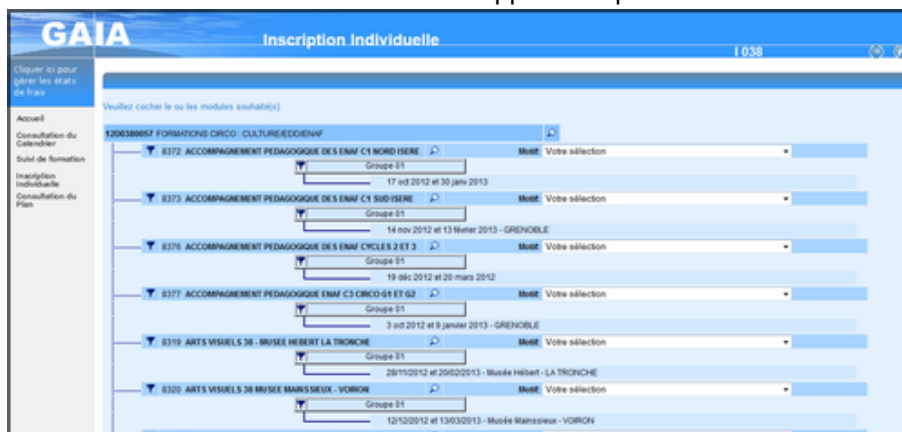 GAIA
Inscription Individuelle
I 038
Cliquer ici pour
gérer les états
de frais
Accueil
Consultation du
Calendrier
Suivi de formation
Inscription
Individuelle
Consultation du
Plan
Veuillez cocher le ou les modules souhaité(s).
1200380057 FORMATIONS CIRCO : CULTURE/EDD/ENAF
8372 ACCOMPAGNEMENT PEDAGOGIQUE DES ENAF C1 NORD ISERE Motif: Votre sélection
Groupe 01
17 oct 2012 et 30 janv 2013
8373 ACCOMPAGNEMENT PEDAGOGIQUE DES ENAF C1 SUD ISERE Motif: Votre sélection
Groupe 01
14 nov 2012 et 13 février 2013 - GRENOBLE
8376 ACCOMPAGNEMENT PEDAGOGIQUE DES ENAF CYCLES 2 ET 3 Motif: Votre sélection
Groupe 01
19 déc 2012 et 20 mars 2012
8377 ACCOMPAGNEMENT PEDAGOGIQUE ENAF C3 CIRCO G1 ET G2 Motif: Votre sélection
Groupe 01
3 oct 2012 et 9 janvier 2013 - GRENOBLE
8319 ARTS VISUELS 38 - MUSEE HEBERT LA TRONCHE Motif: Votre sélection
Groupe 01
28/11/2012 et 20/02/2013 - Musée Hébert - LA TRONCHE
8320 ARTS VISUELS 38 MUSEE MAINSSIEUX - VOIRON Motif: Votre sélection
Groupe 01
12/12/2012 et 13/03/2013 - Musée Mainssieux - VOIRON